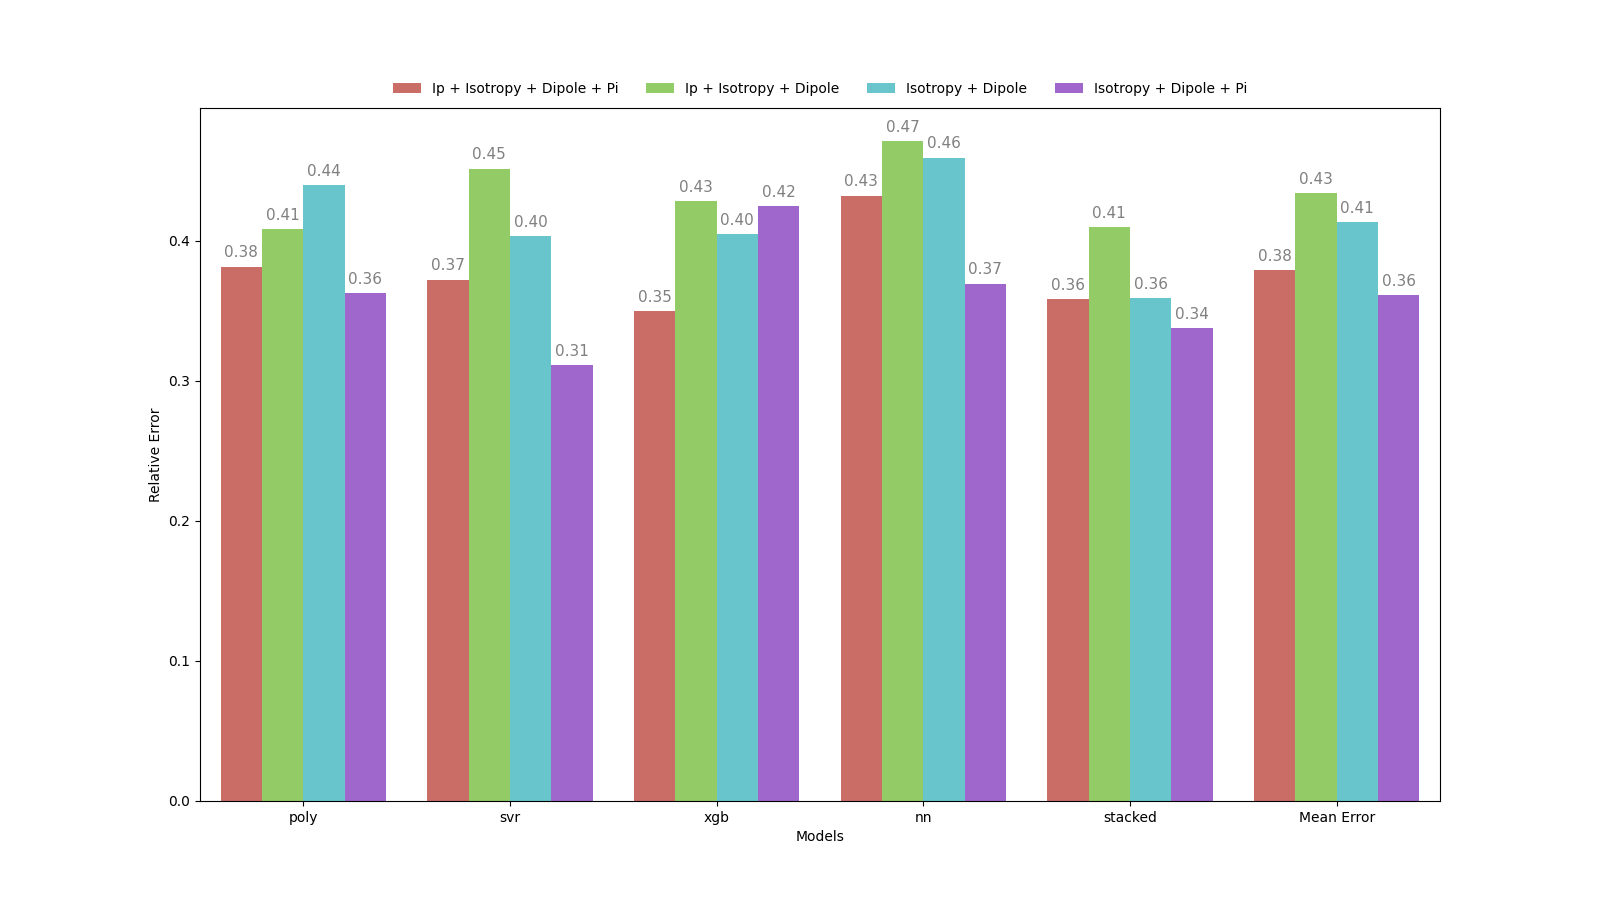 Ip + Isotropy + Dipole + Pi
Ip + Isotropy + Dipole
Isotropy + Dipole
Isotropy + Dipole + Pi
0.38
0.41
0.44
0.36
0.37
0.45
0.40
0.31
0.35
0.43
0.40
0.42
0.43
0.47
0.46
0.37
0.36
0.41
0.36
0.34
0.38
0.43
0.41
0.36
Relative Error
0.4
0.3
0.2
0.1
0.0
poly
svr
xgb
nn
stacked
Mean Error
Models